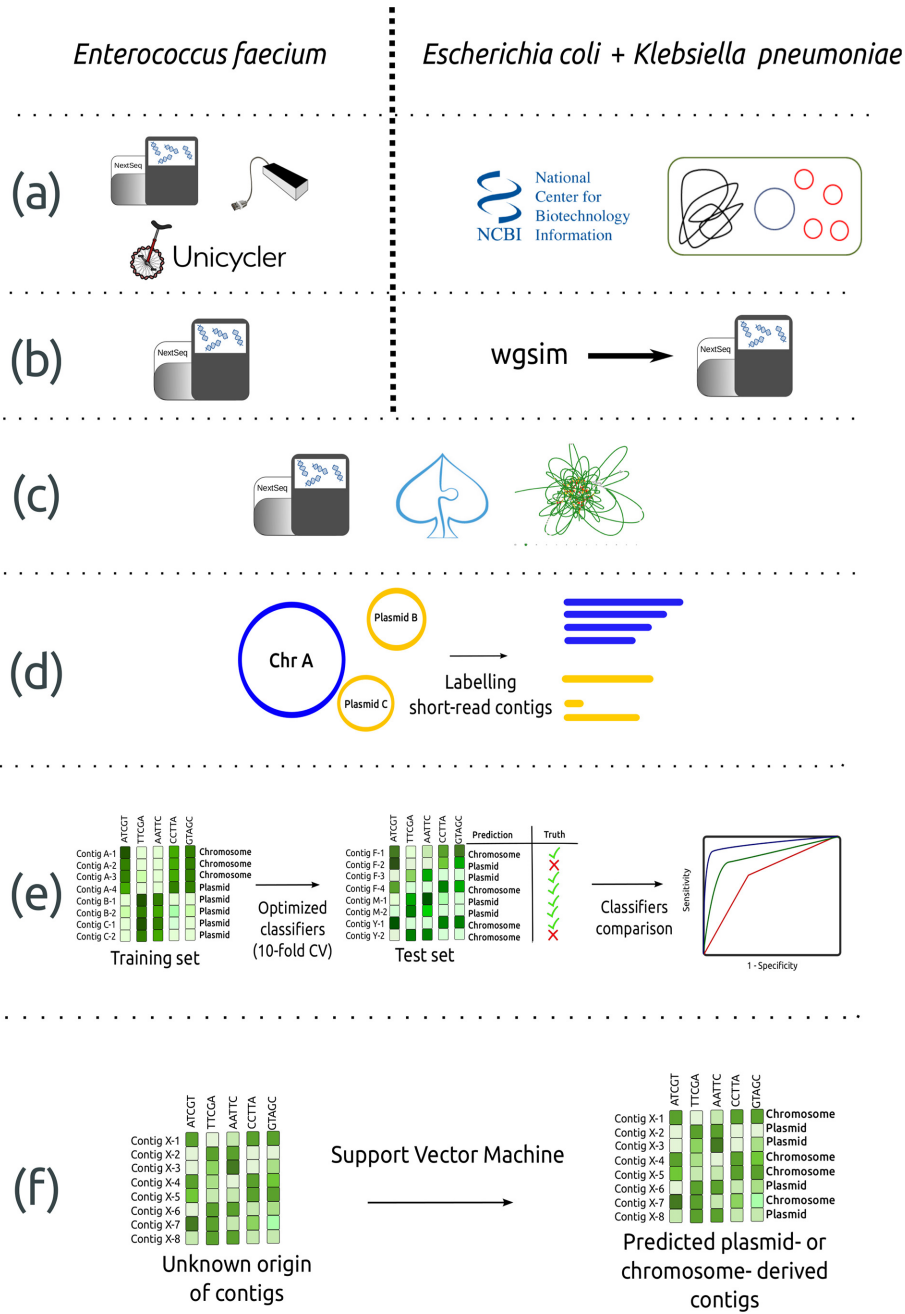 Enterococcus faecium
Escherichia coli + Klebsiella pneumoniae
(a)
NextSeq
Unicycler
NCBI
National
Center for
Biotechnology
Information
(b)
NextSeq
wgsim
NextSeq
(c)
NextSeq
(d)
Chr A
Plasmid B
Plasmid C
Labelling
short-read contigs
(e)
ATCGT
TTCGA
AATTC
CCTTA
GTAGC
Contig A-1 Chromosome
Contig A-2 Chromosome
Contig A-3 Chromosome
Contig A-4 Plasmid
Contig B-1 Plasmid
Contig B-2 Plasmid
Contig C-1 Plasmid
Contig C-2 Plasmid
Training set
Optimized
classifiers
(10-fold CV)
ATCGT
TTCGA
AATTC
CCTTA
GTAGC
Prediction Truth
Contig F-1 Chromosome
Contig F-2 Plasmid
Contig F-3 Plasmid
Contig F-4 Chromosome
Contig M-1 Plasmid
Contig M-2 Plasmid
Contig Y-1 Chromosome
Contig Y-2 Chromosome
Test set
Classifiers
comparison
Sensitivity
1 - Specificity
(f)
ATCGT
TTCGA
AATTC
CCTTA
GTAGC
Contig X-1
Contig X-2
Contig X-3
Contig X-4
Contig X-5
Contig X-6
Contig X-7
Contig X-8
Unknown origin
of contigs
Support Vector Machine
ATCGT
TTCGA
AATTC
CCTTA
GTAGC
Contig X-1 Chromosome
Contig X-2 Plasmid
Contig X-3 Plasmid
Contig X-4 Chromosome
Contig X-5 Chromosome
Contig X-6 Plasmid
Contig X-7 Chromosome
Contig X-8 Plasmid
Predicted plasmid- or
chromosome- derived
contigs